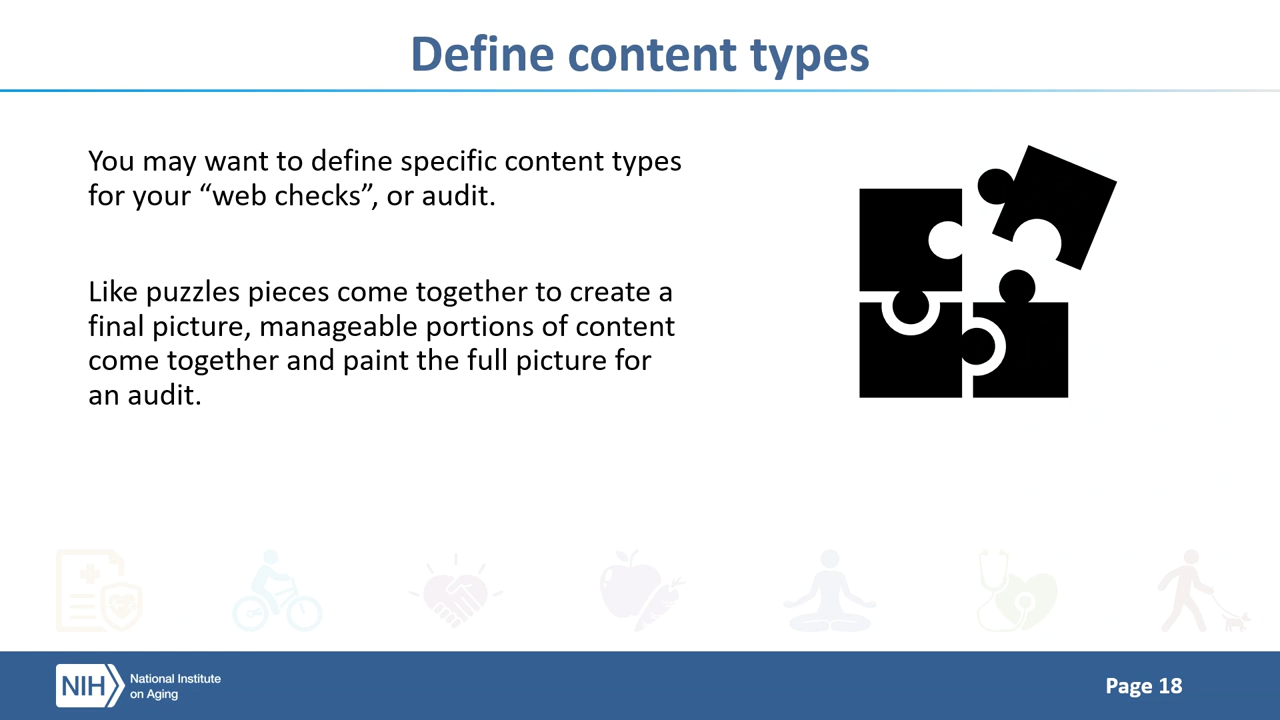 Define content types
You may want to define specific content types
for your “web checks”, or audit.
Like puzzles pieces come together to create a
final picture, manageable portions of content
come together and paint the full picture for
an audit.
NIH
National Institute
on Aging
Page 18